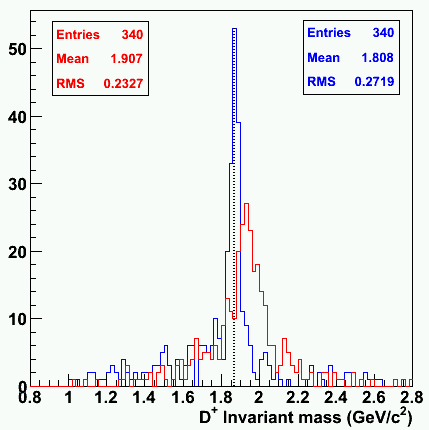 Entries 340
Mean 1.907
RMS 0.2327
Entries 340
Mean 1.808
RMS 0.2719
50
40
30
20
10
0
0.8 1 1.2 1.4 1.6 1.8 2 2.2 2.4 2.6 2.8
D+ Invariant mass (GeV/c2)